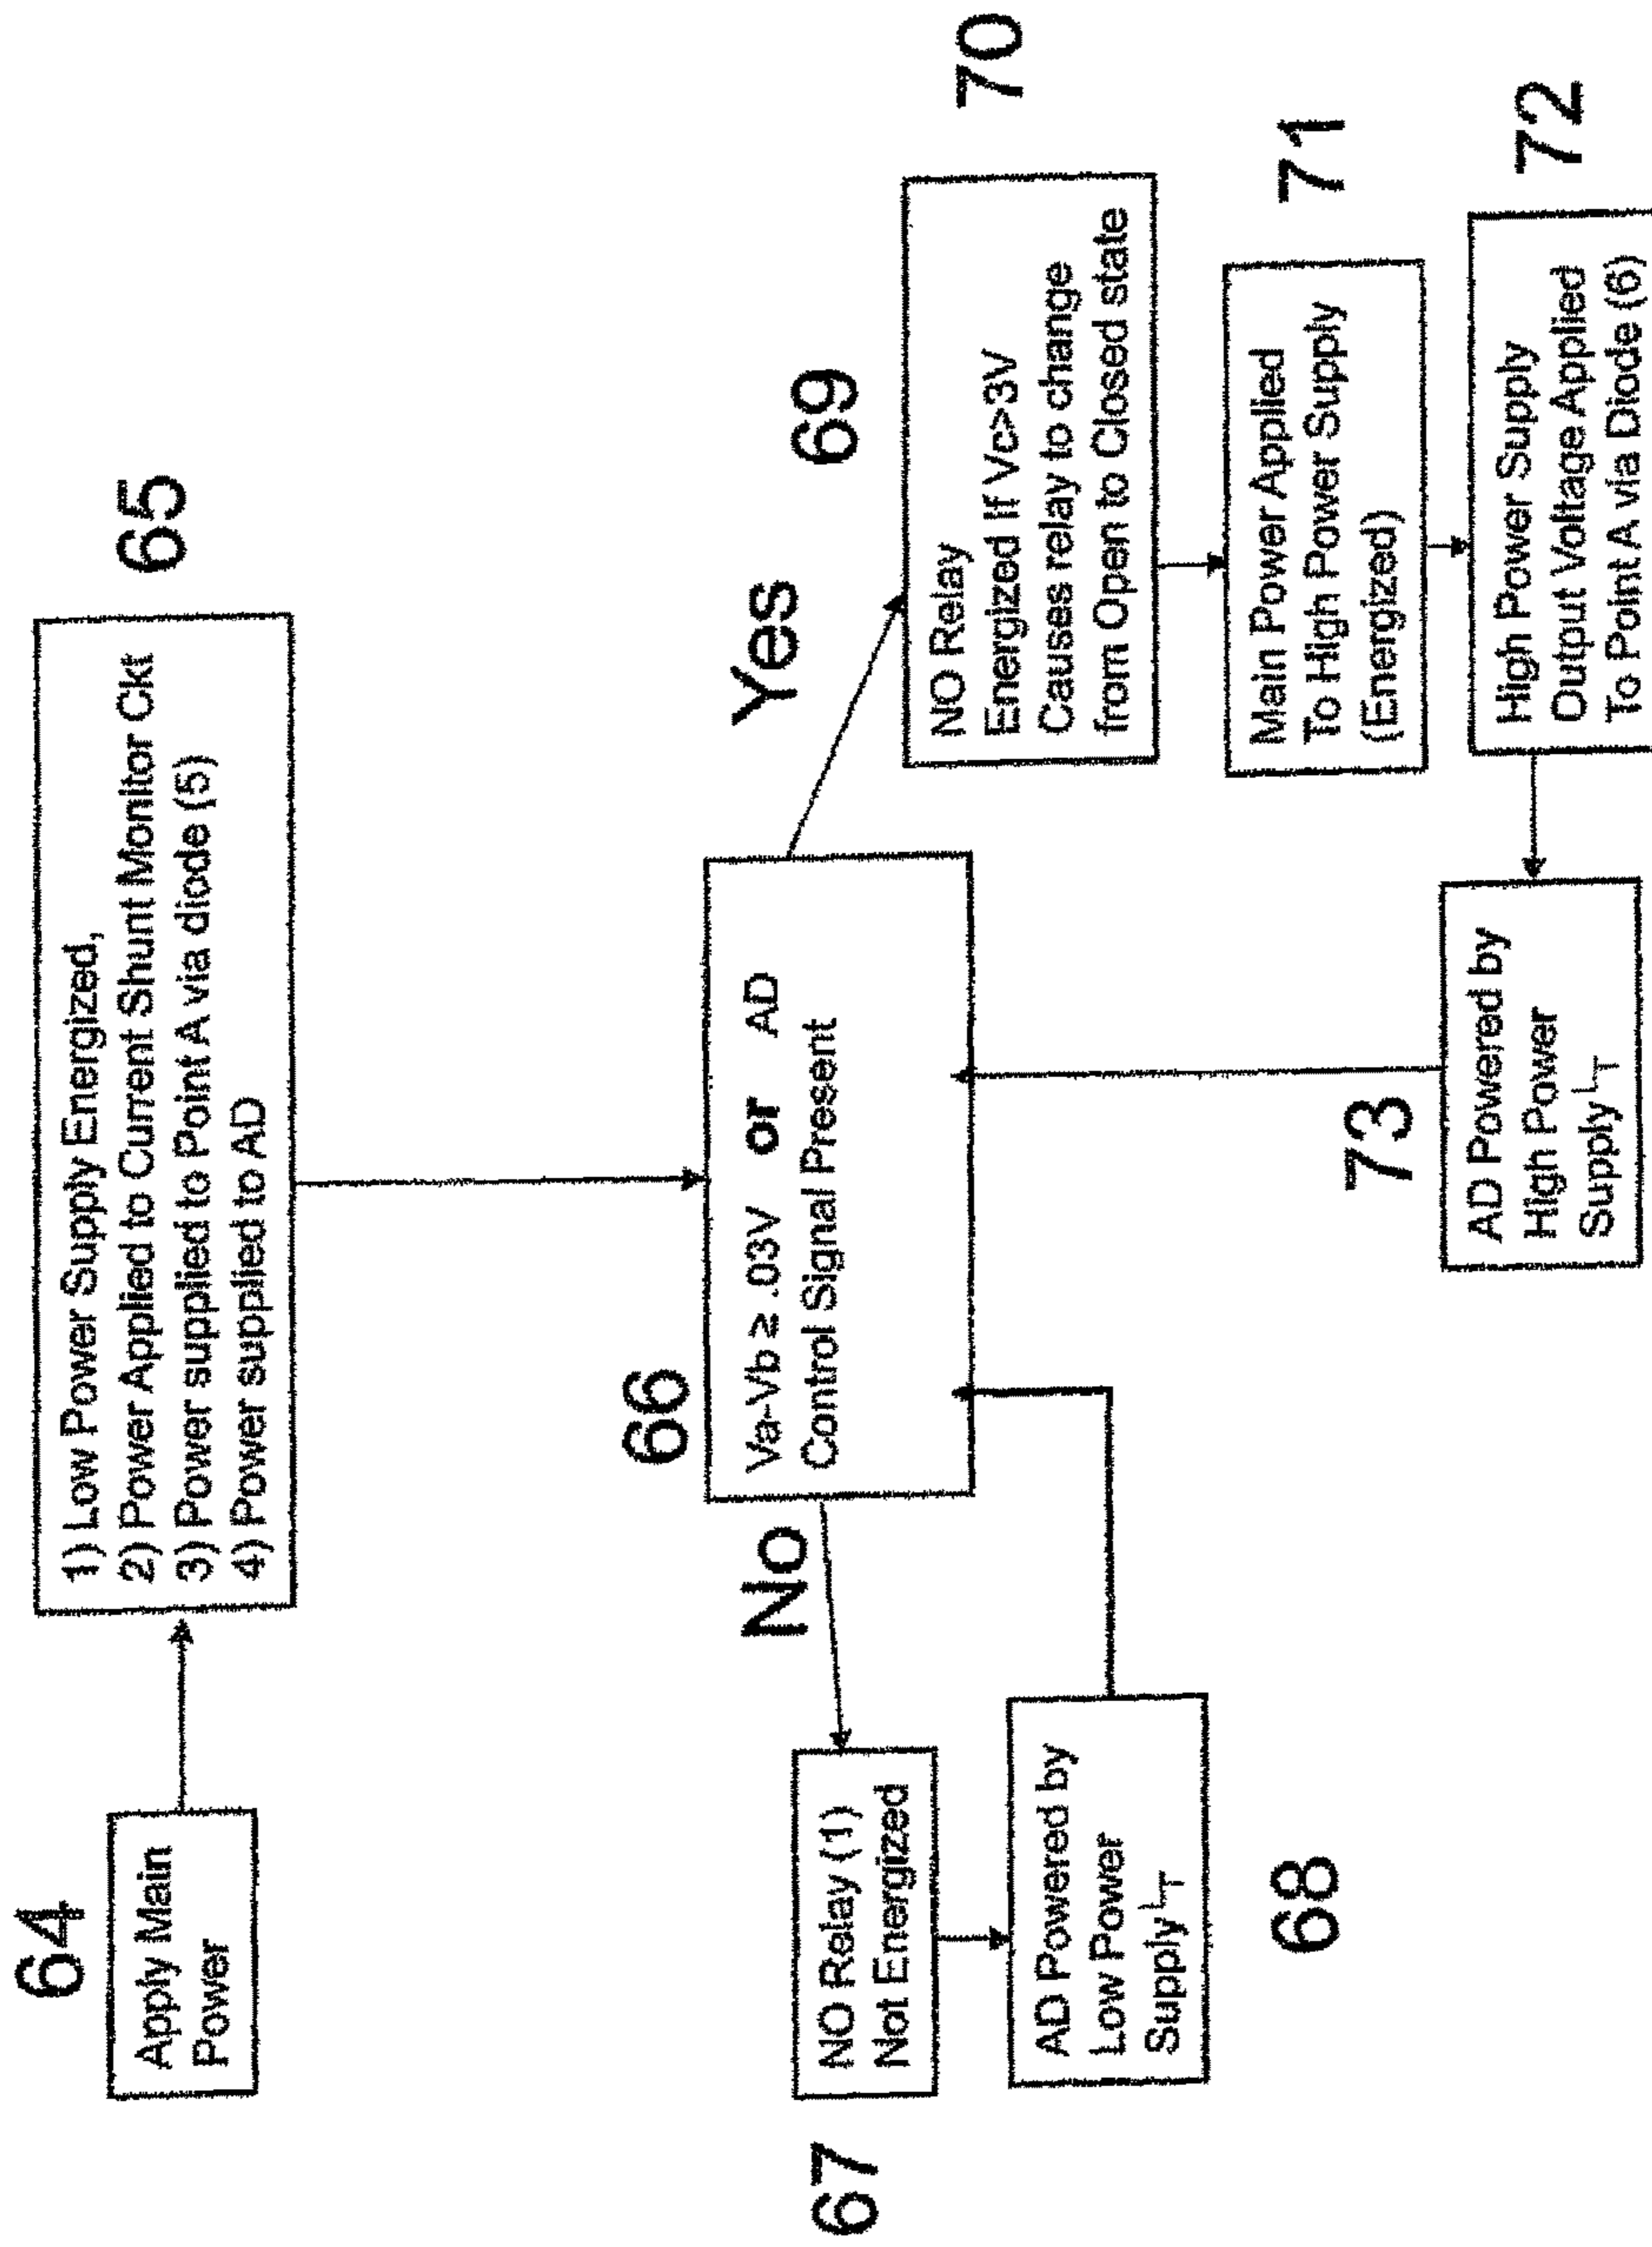 64
Apply Main
Power
65
1) Low Power Supply Energized,
2) Power Applied to Current Shunt Monitor Ckt
3) Power supplied to Point A via diode (5)
4) Power supplied to AD
66
Va-Vb ≥ .03V or AD
Control Signal Present
No
67
NO Relay (1)
Not Energized
68
AD Powered by
Low Power
Supply
Yes
69
70
NO Relay
Energized If Vc>3V
Causes relay to change
from Open to Closed state
71
Main Power Applied
To High Power Supply
(Energized)
72
High Power Supply
Output Voltage Applied
To Point A via Diode (6)
73
AD Powered by
High Power
Supply